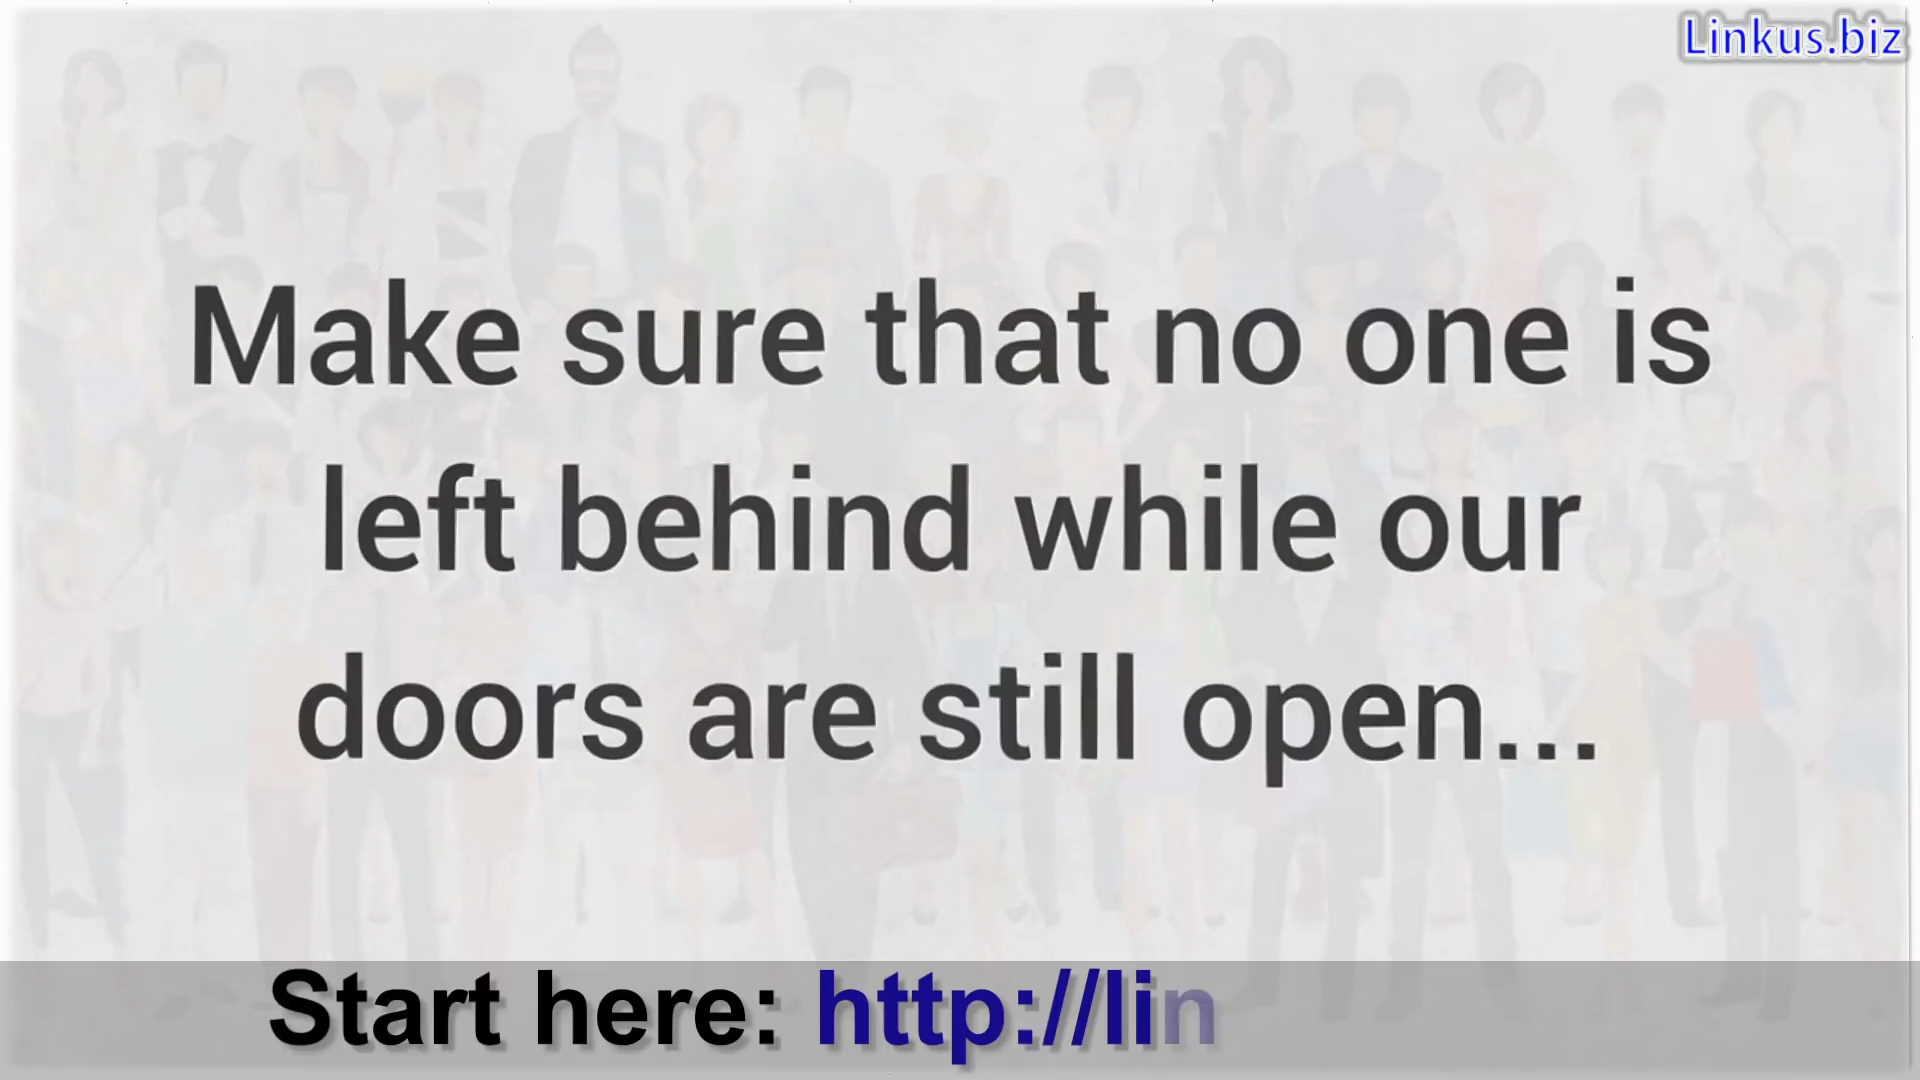 Linkus.biz
Make sure that no one is
left behind while our
doors are still open...
Start here: http://lin